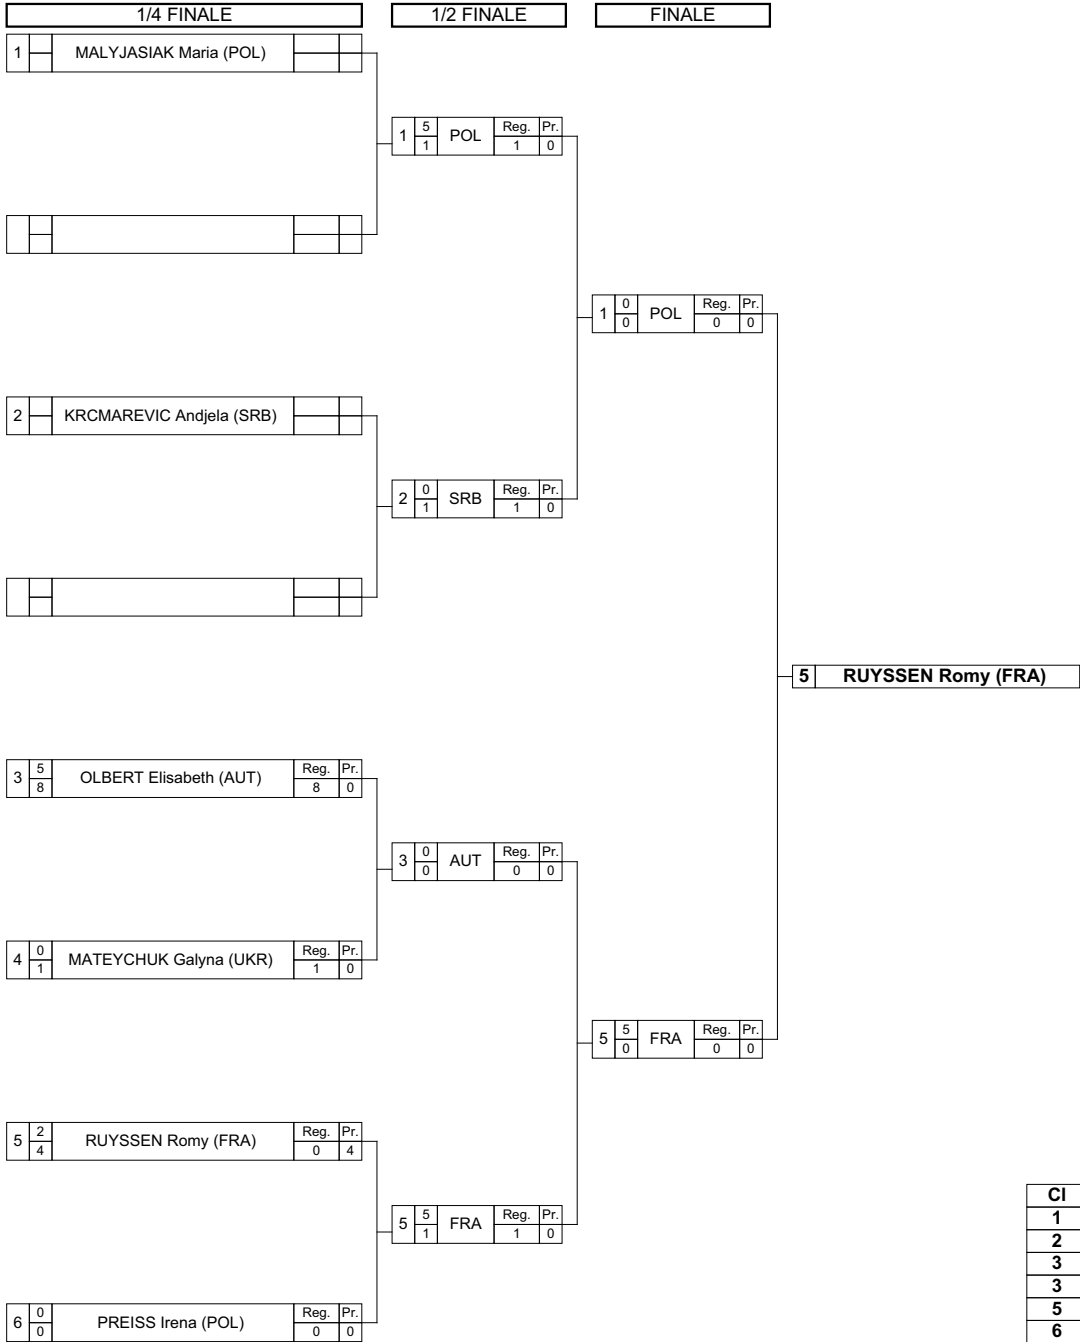 1/4 FINALE 1/2 FINALE FINALE
1 MALYJASIAK Maria (POL)
1 5 1 POL Reg. Pr. 1 0
1 0 0 POL Reg. Pr. 0 0
2 KRCMAREVIC Andjela (SRB)
2 0 1 SRB Reg. Pr. 1 0
5 RUYSSEN Romy (FRA)
3 5 8 OLBERT Elisabeth (AUT) Reg. Pr. 8 0
3 0 0 AUT Reg. Pr. 0 0
4 0 1 MATEYCHUK Galyna (UKR) Reg. Pr. 1 0
5 5 0 FRA Reg. Pr. 0 0
5 2 4 RUYSSEN Romy (FRA) Reg. Pr. 0 4
5 5 1 FRA Reg. Pr. 1 0
6 0 0 PREISS Irena (POL) Reg. Pr. 0 0
Cl
1
2
3
3
5
6